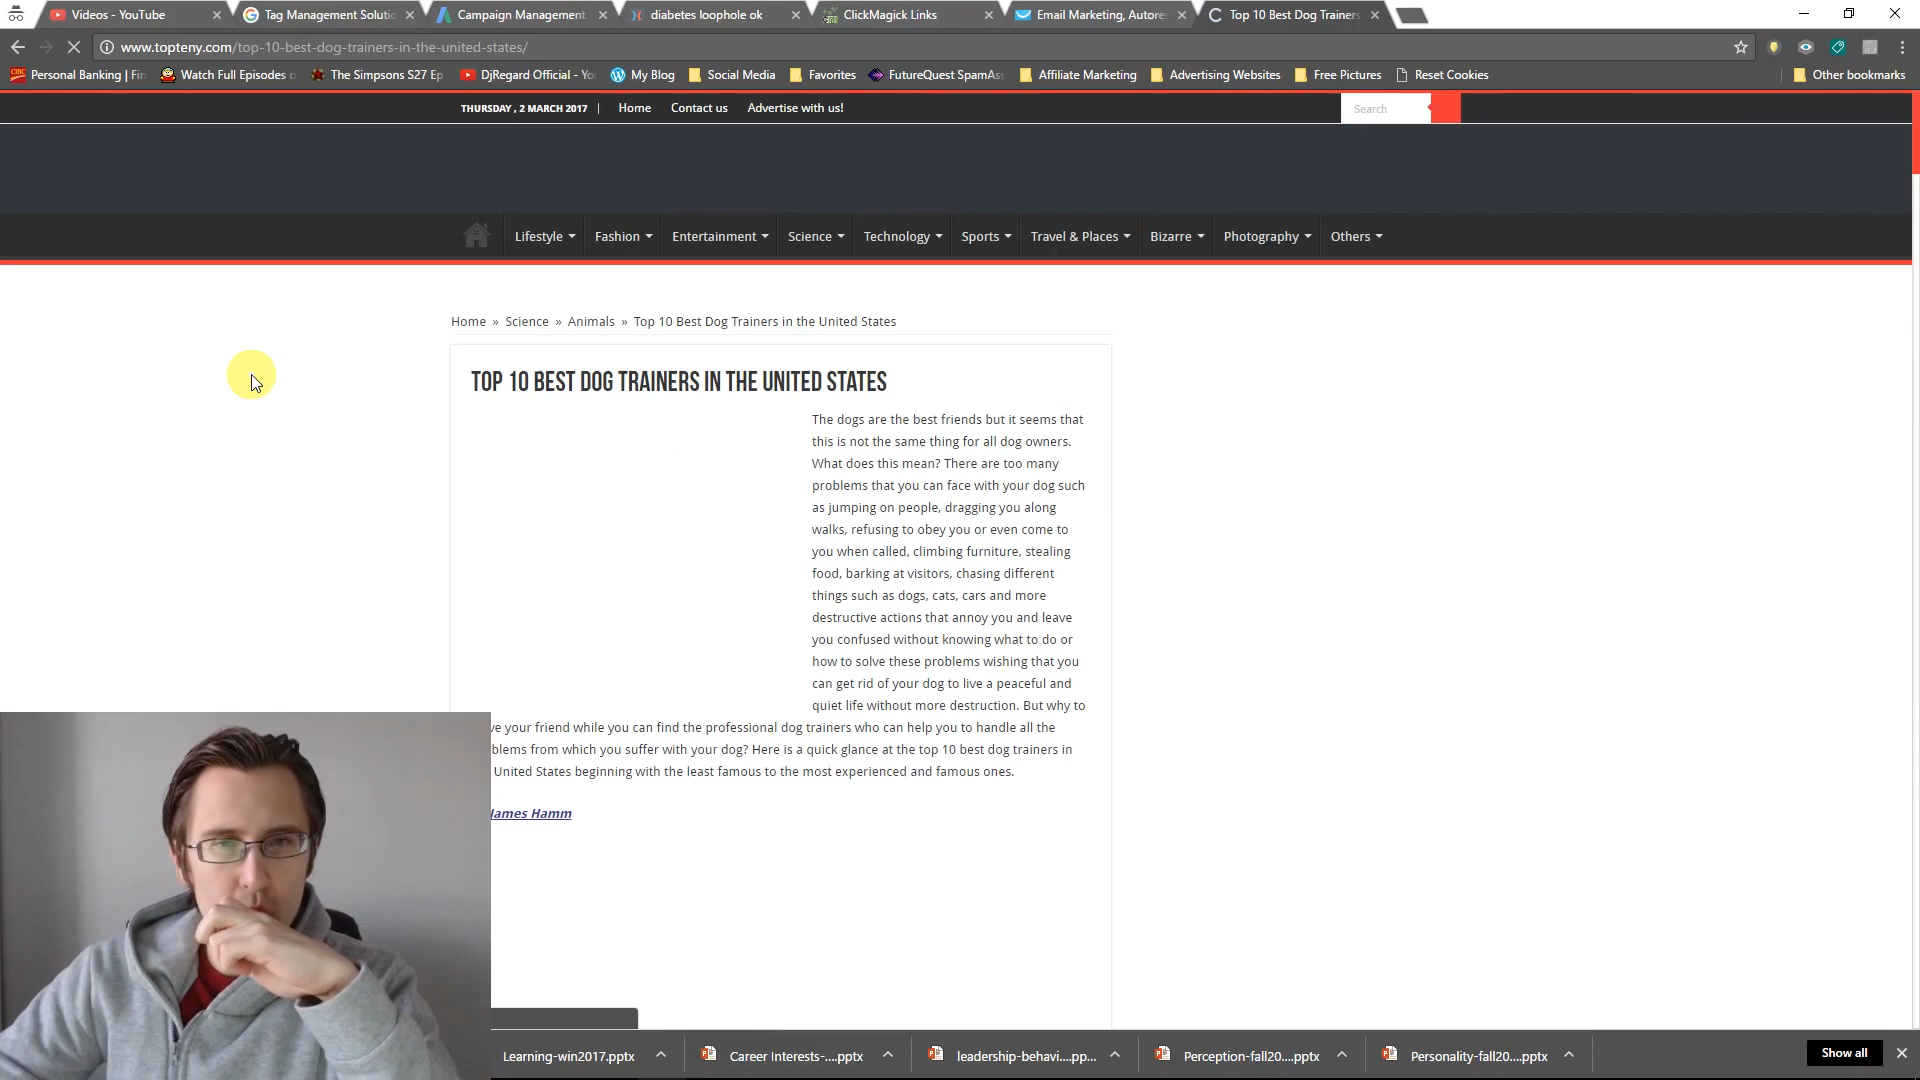 Videos - YouTube
Tag Management Soluti
Campaign Management
diabetes loophole ok
ClickMagick Links
Email Marketing, Autore
Top 10 Best Dog Trainers
www.topteny.com/top-10-best-dog-trainers-in-the-united-states/
Personal Banking | Fin
Watch Full Episodes o
The Simpsons S27 Ep
DjRegard Official - Yo
My Blog
Social Media
Favorites
FutureQuest SpamAss
Affiliate Marketing
Advertising Websites
Free Pictures
Reset Cookies
Other bookmarks
THURSDAY , 2 MARCH 2017 | Home Contact us Advertise with us!
Search
Lifestyle Fashion Entertainment Science Technology Sports Travel & Places Bizarre Photography Others
Home » Science » Animals » Top 10 Best Dog Trainers in the United States
TOP 10 BEST DOG TRAINERS IN THE UNITED STATES
The dogs are the best friends but it seems that
this is not the same thing for all dog owners.
What does this mean? There are too many
problems that you can face with your dog such
as jumping on people, dragging you along
walks, refusing to obey you or even come to
you when called, climbing furniture, stealing
food, barking at visitors, chasing different
things such as dogs, cats, cars and more
destructive actions that annoy you and leave
you confused without knowing what to do or
how to solve these problems wishing that you
can get rid of your dog to live a peaceful and
quiet life without more destruction. But why to
ve your friend while you can find the professional dog trainers who can help you to handle all the
blems from which you suffer with your dog? Here is a quick glance at the top 10 best dog trainers in
United States beginning with the least famous to the most experienced and famous ones.
James Hamm
Learning-win2017.pptx
Career Interests-....pptx
leadership-behavi....pp...
Perception-fall20....pptx
Personality-fall20....pptx
Show all